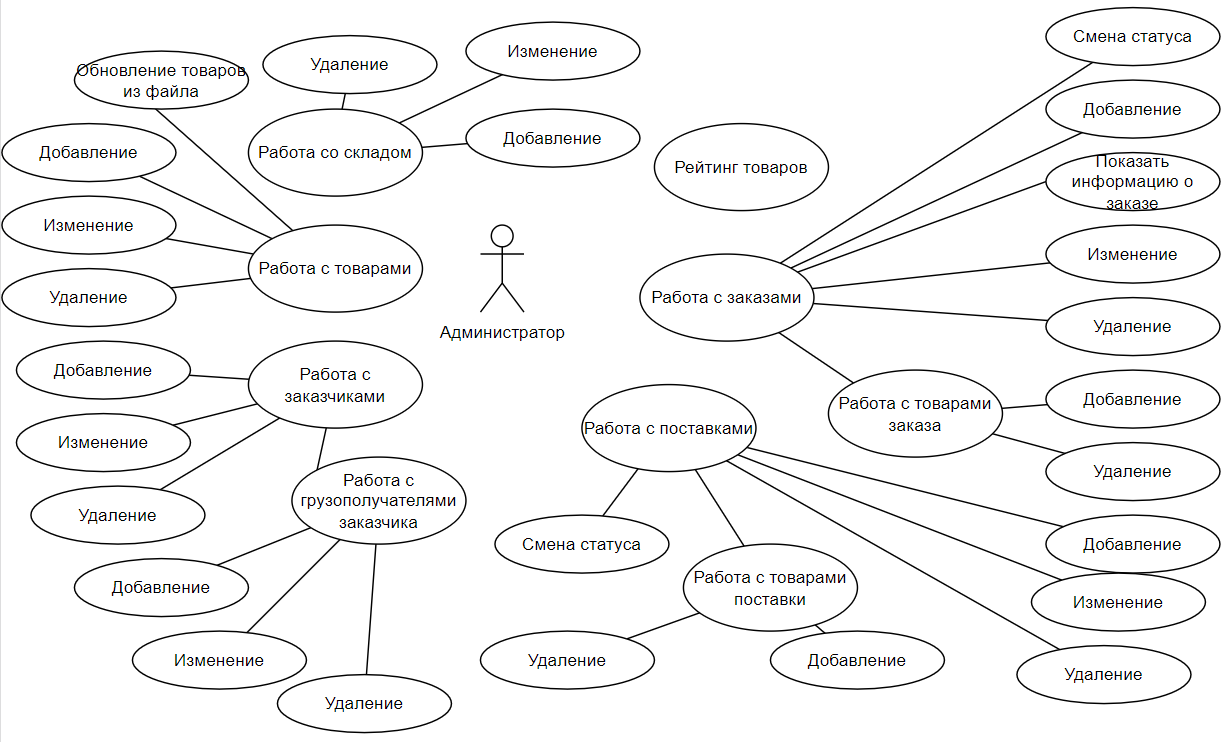 Обновление товаров
из файла
Удаление
Изменение
Смена статуса
Добавление
Работа со складом
Добавление
Рейтинг товаров
Добавление
Показать
информацию о
заказе
Изменение
Удаление
Работа с товарами
Администратор
Работа с заказами
Изменение
Удаление
Добавление
Изменение
Удаление
Работа с
заказчиками
Работа с
грузополучателями
заказчика
Добавление
Изменение
Удаление
Работа с поставками
Работа с товарами
заказа
Добавление
Удаление
Смена статуса
Работа с товарами
поставки
Удаление
Добавление
Добавление
Изменение
Удаление